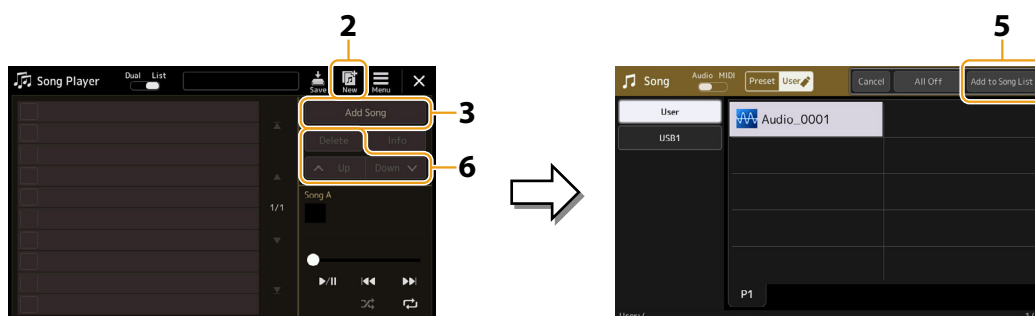 2
5
Song Player
Dual List
Save
New
Menu
Add Song
3
Delete
Info
Up
Down
6
Song A
1/1
P1
Song
Audio MIDI
Preset
User
Cancel
All Off
Add to Song List
User
USB1
Audio_0001